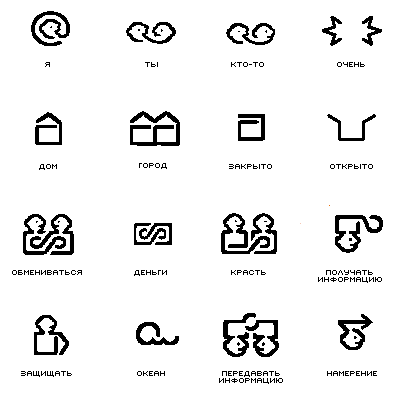 Я
ТЫ
КТО-ТО
ОЧЕНЬ
ДОМ
ГОРОД
ЗАКРЫТО
ОТКРЫТО
ОБМЕНИВАТЬСЯ
ДЕНЬГИ
КРАСТЬ
ПОЛУЧАТЬ
ИНФОРМАЦИЮ
ЗАЩИЩАТЬ
ОКЕАН
ПЕРЕДАВАТЬ
ИНФОРМАЦИЮ
НАМЕРЕНИЕ